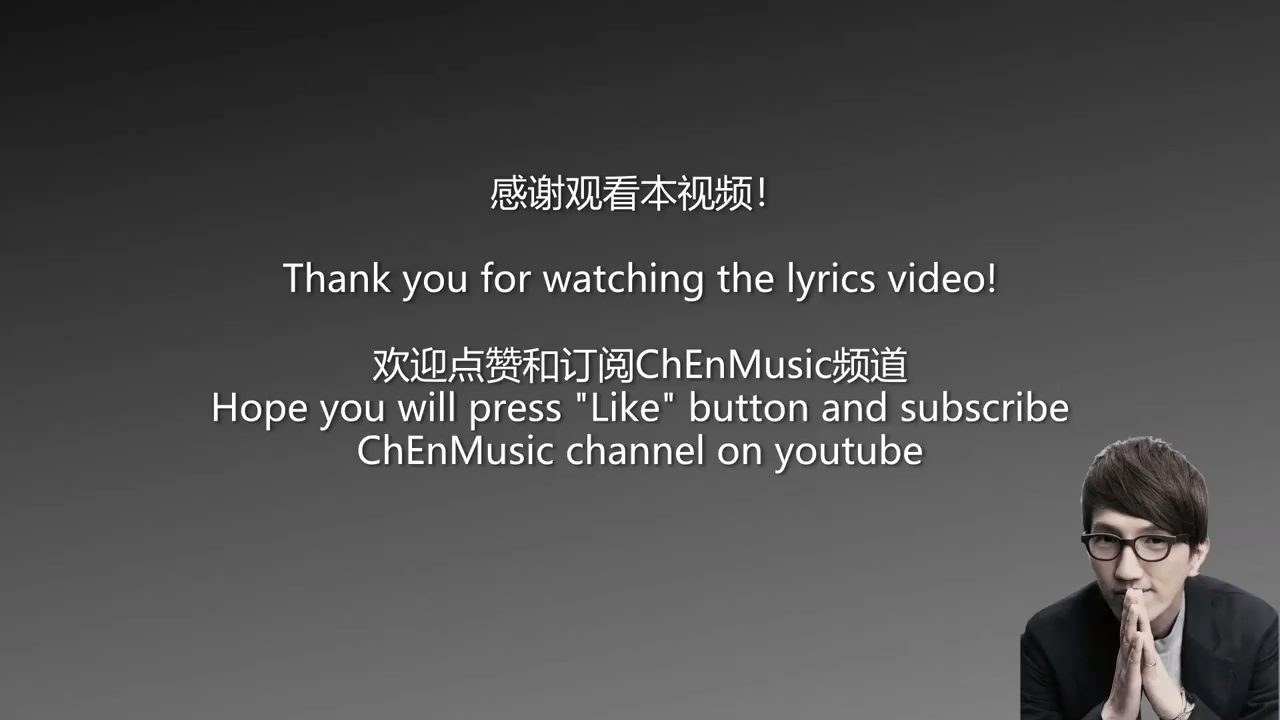 感谢观看本视频！
Thank you for watching the lyrics video!
欢迎点赞和订阅ChEnMusic频道
Hope you will press "Like" button and subscribe
ChEnMusic channel on youtube